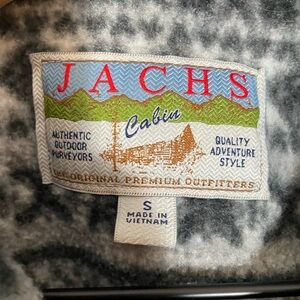 JACHS
Cabin
AUTHENTIC
OUTDOOR
PURVEYORS
QUALITY
ADVENTURE
STYLE
ORIGINAL PREMIUM OUTFITTERS
S
MADE IN
VIETNAM